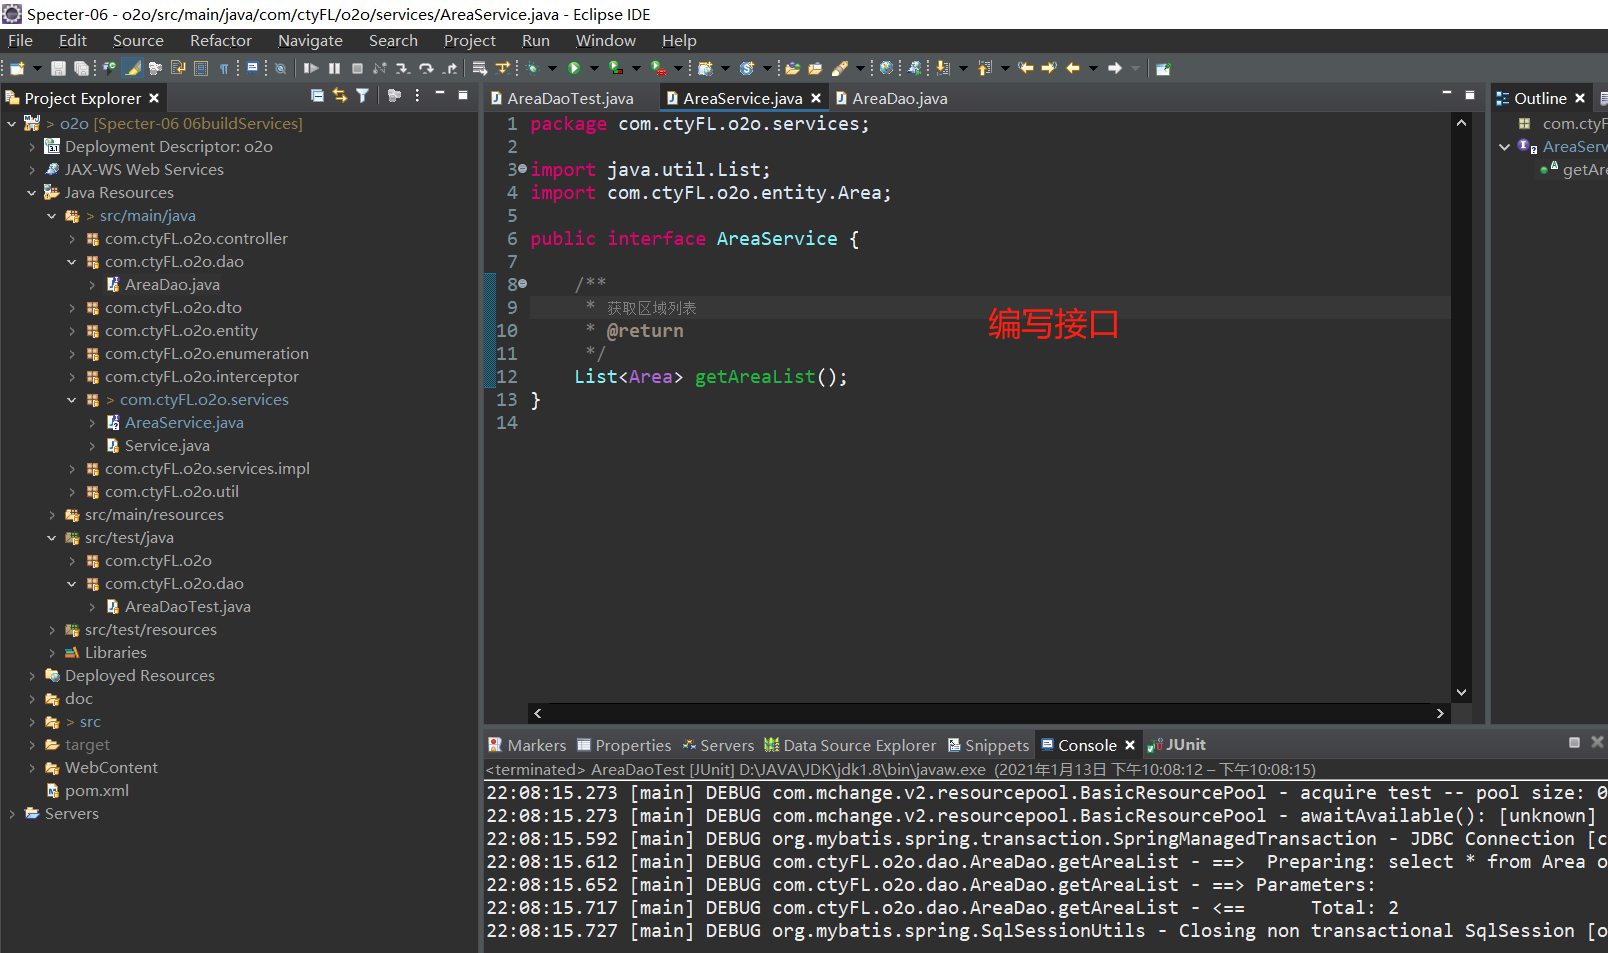 Specter-06 - o2o/src/main/java/com/ctyFL/o2o/services/AreaService.java - Eclipse IDE
File Edit Source Refactor Navigate Search Project Run Window Help
Project Explorer
o2o [Specter-06 06buildServices]
Deployment Descriptor: o2o
JAX-WS Web Services
Java Resources
> src/main/java
com.ctyFL.o2o.controller
com.ctyFL.o2o.dao
AreaDao.java
com.ctyFL.o2o.dto
com.ctyFL.o2o.entity
com.ctyFL.o2o.enumeration
com.ctyFL.o2o.interceptor
> com.ctyFL.o2o.services
AreaService.java
Service.java
com.ctyFL.o2o.services.impl
com.ctyFL.o2o.util
src/main/resources
src/test/java
com.ctyFL.o2o
com.ctyFL.o2o.dao
AreaDaoTest.java
src/test/resources
Libraries
Deployed Resources
doc
> src
target
WebContent
pom.xml
Servers
AreaDaoTest.java AreaService.java AreaDao.java
1 package com.ctyFL.o2o.services;
2
3 import java.util.List;
4 import com.ctyFL.o2o.entity.Area;
5
6 public interface AreaService {
7
8 /**
9 * 获取区域列表
10 * @return
11 */
12 List<Area> getAreaList();
13 }
14
编写接口
Outline
com.ctyF
AreaServ
getAre
Markers Properties Servers Data Source Explorer Snippets Console JUnit
<terminated> AreaDaoTest [JUnit] D:\JAVA\JDK\jdk1.8\bin\javaw.exe (2021年1月13日 下午10:08:12 – 下午10:08:15)
22:08:15.273 [main] DEBUG com.mchange.v2.resourcepool.BasicResourcePool - acquire test -- pool size: 0
22:08:15.273 [main] DEBUG com.mchange.v2.resourcepool.BasicResourcePool - awaitAvailable(): [unknown]
22:08:15.592 [main] DEBUG org.mybatis.spring.transaction.SpringManagedTransaction - JDBC Connection [c
22:08:15.612 [main] DEBUG com.ctyFL.o2o.dao.AreaDao.getAreaList - ==>  Preparing: select * from Area o
22:08:15.652 [main] DEBUG com.ctyFL.o2o.dao.AreaDao.getAreaList - ==> Parameters:
22:08:15.717 [main] DEBUG com.ctyFL.o2o.dao.AreaDao.getAreaList - <==      Total: 2
22:08:15.727 [main] DEBUG org.mybatis.spring.SqlSessionUtils - Closing non transactional SqlSession [o